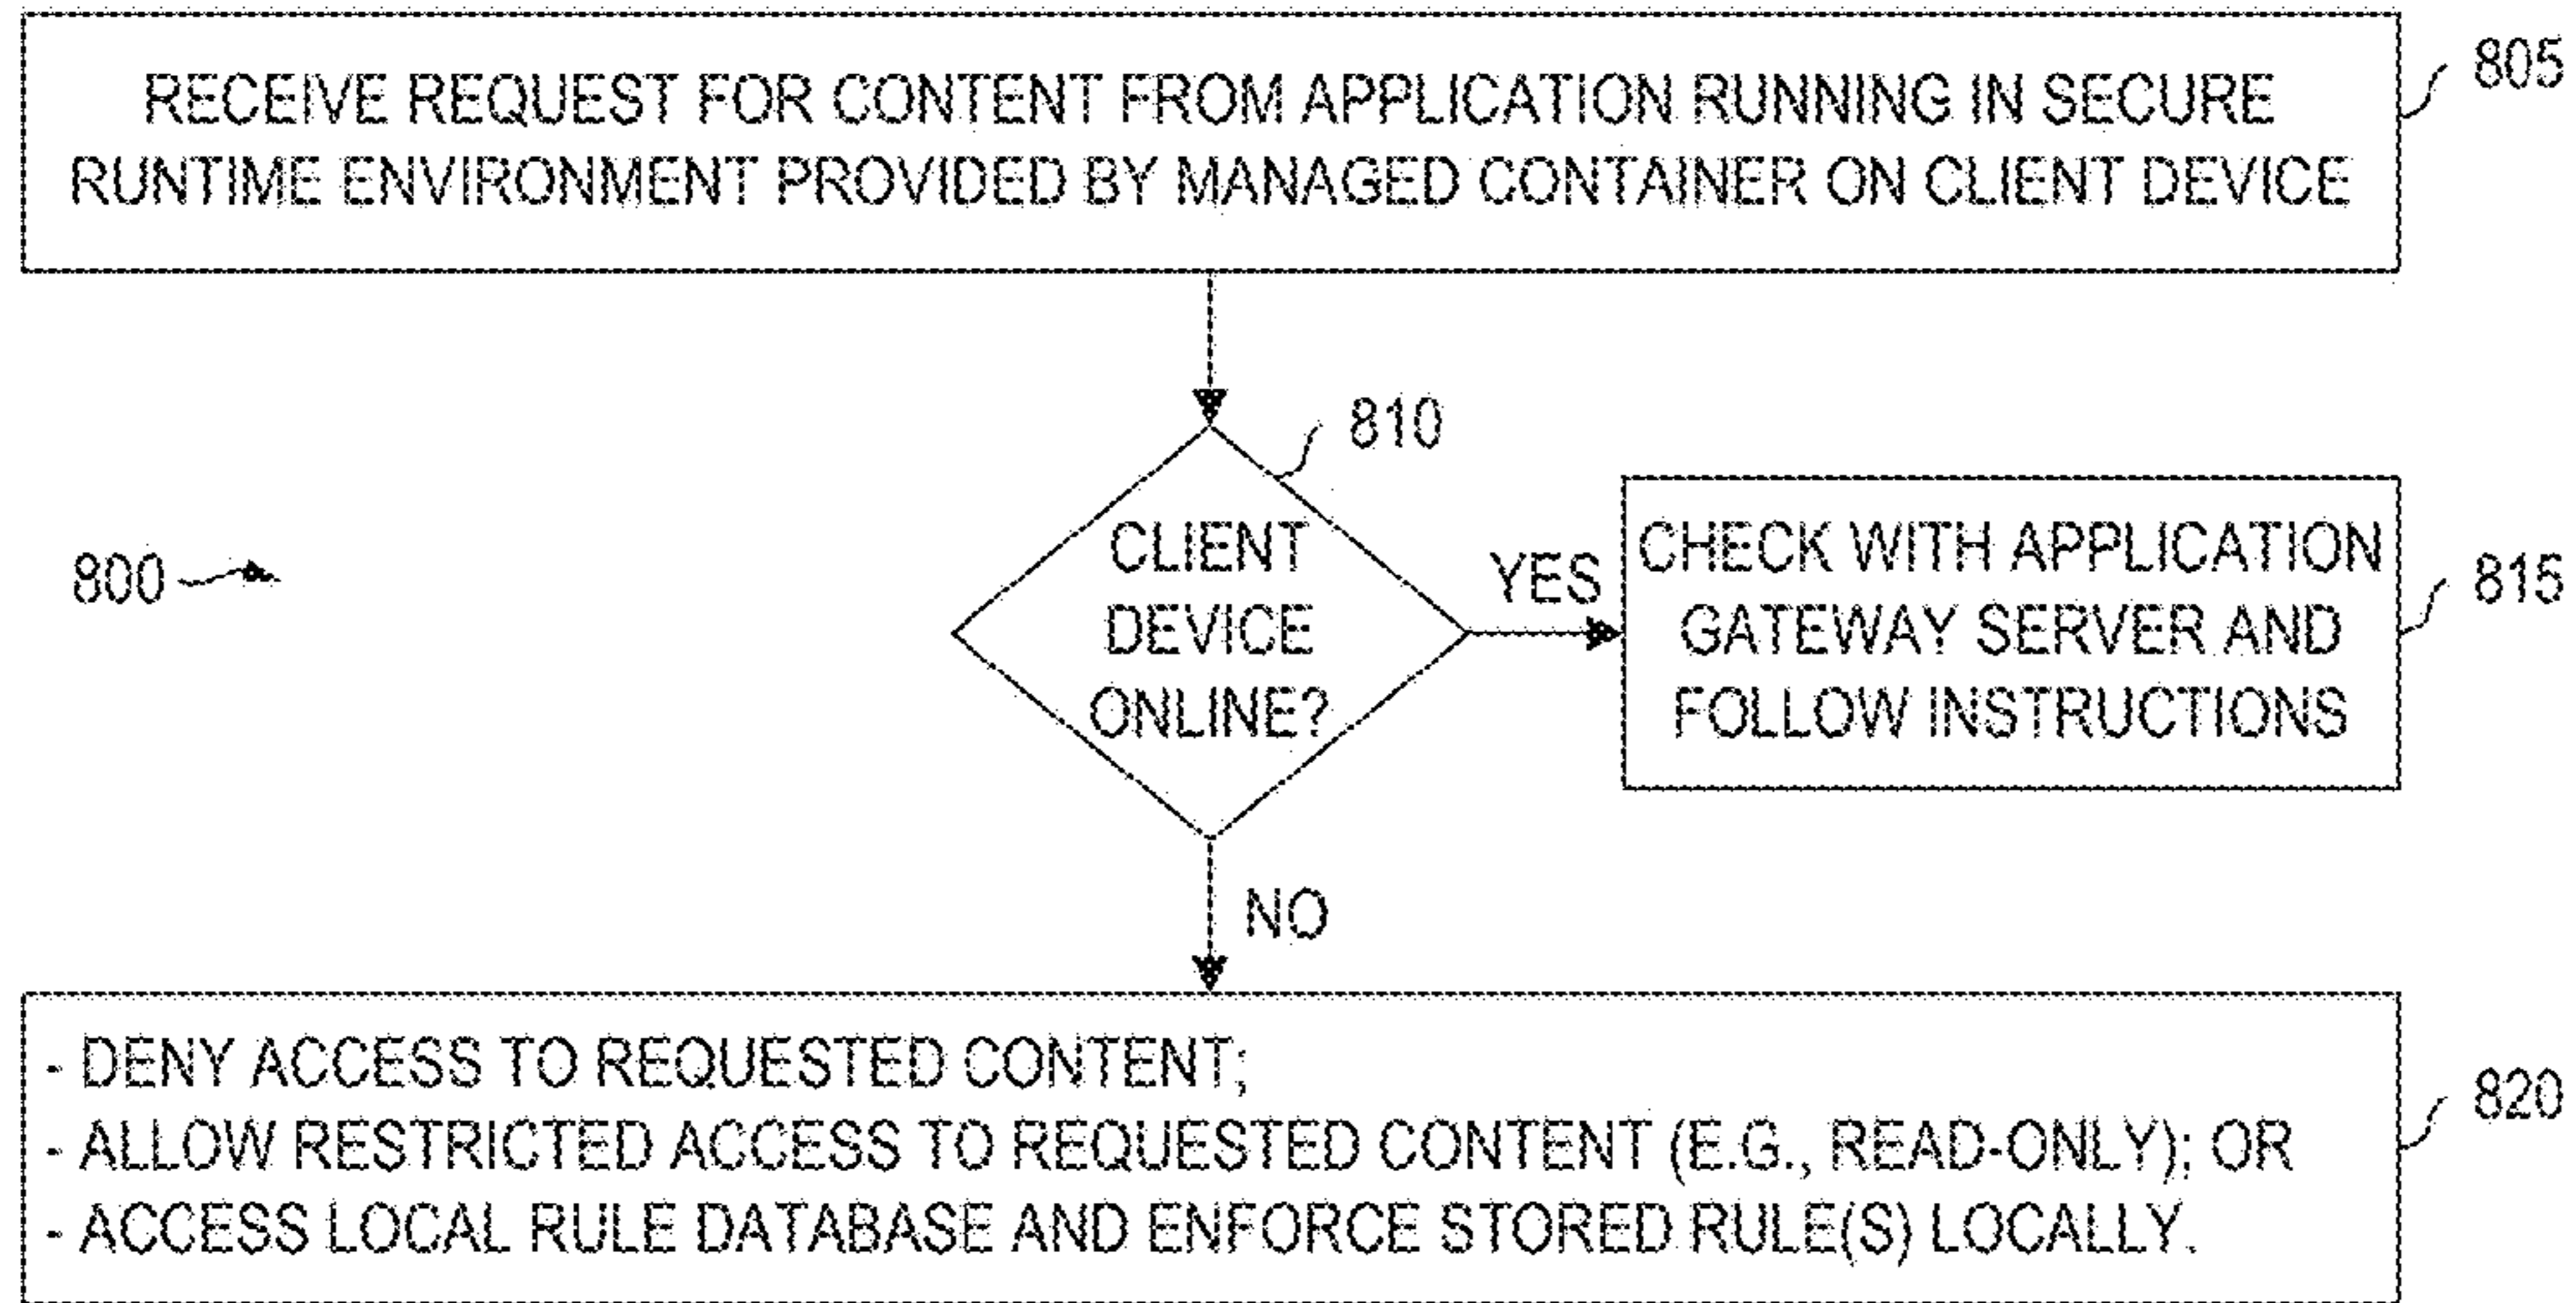 RECEIVE REQUEST FOR CONTENT FROM APPLICATION RUNNING IN SECURE
RUNTIME ENVIRONMENT PROVIDED BY MANAGED CONTAINER ON CLIENT DEVICE
805
810
CLIENT
DEVICE
ONLINE?
800
YES
CHECK WITH APPLICATION
GATEWAY SERVER AND
FOLLOW INSTRUCTIONS
815
NO
- DENY ACCESS TO REQUESTED CONTENT;
- ALLOW RESTRICTED ACCESS TO REQUESTED CONTENT (E.G., READ-ONLY); OR
- ACCESS LOCAL RULE DATABASE AND ENFORCE STORED RULE(S) LOCALLY.
820